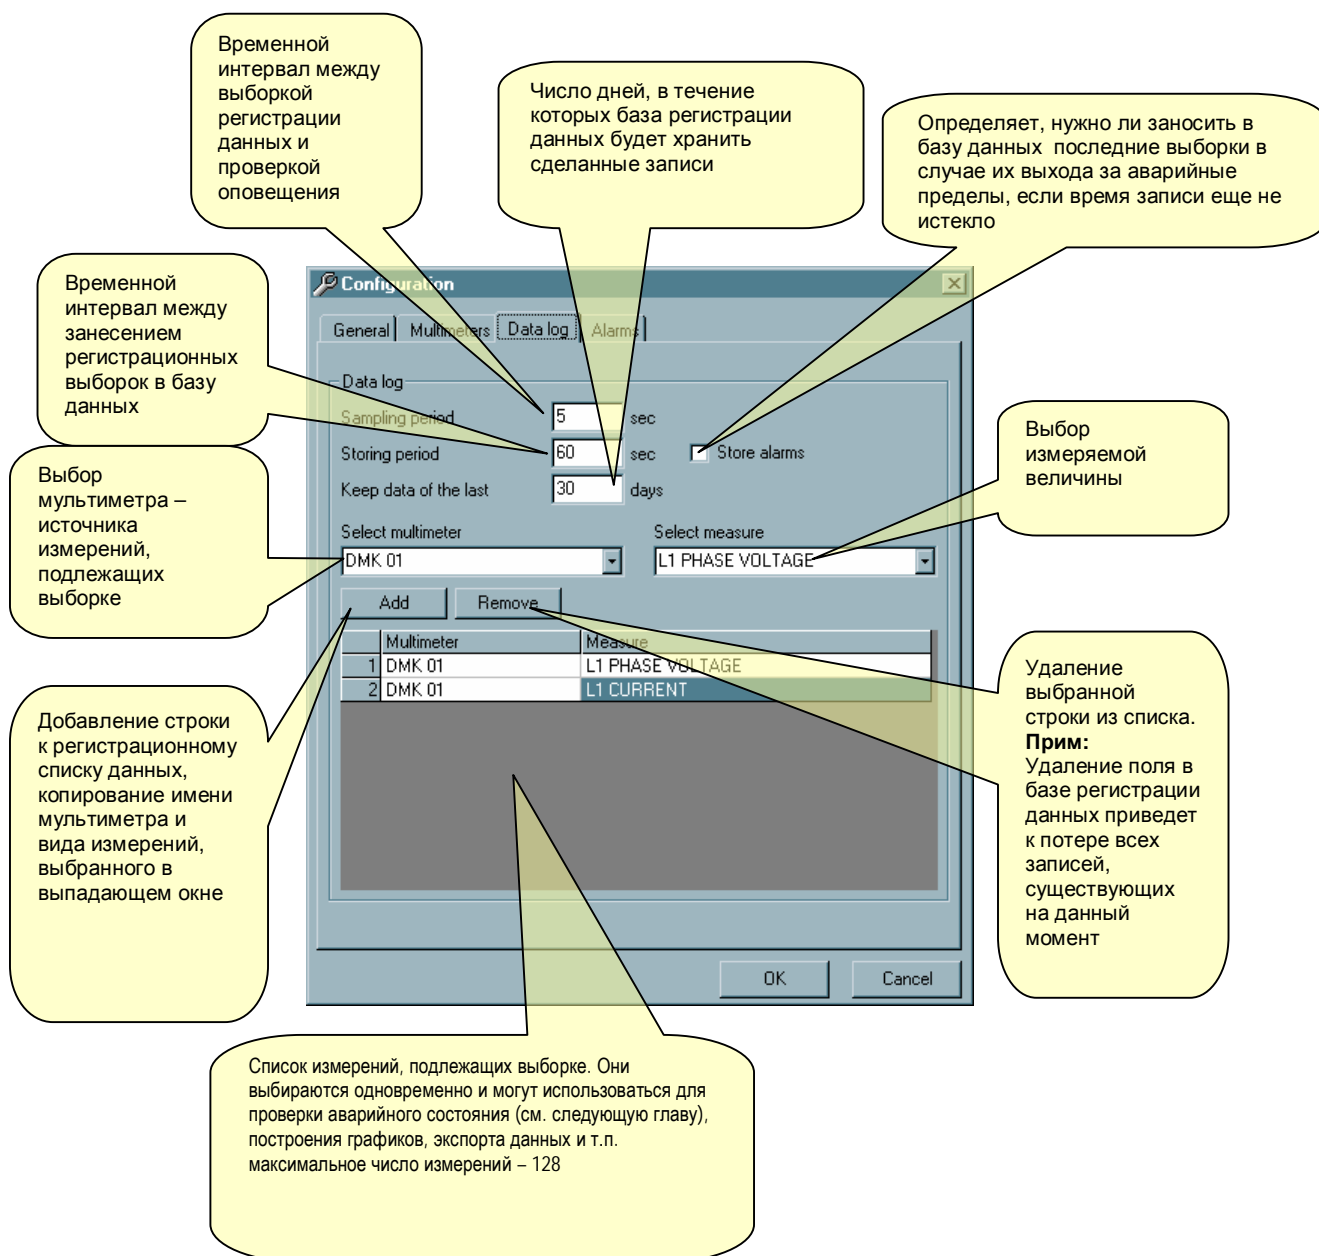 Временной
интервал между
выборкой
регистрации
данных и
проверкой
оповещения
Число дней, в течение
которых база регистрации
данных будет хранить
сделанные записи
Определяет, нужно ли заносить в
базу данных последние выборки в
случае их выхода за аварийные
пределы, если время записи еще не
истекло
Временной
интервал между
занесением
регистрационных
выборок в базу
данных
Выбор
мультиметра –
источника
измерений,
подлежащих
выборке
Configuration
General Multimeters Data log Alarms
Data log
Sampling period 5 sec
Storing period 60 sec Store alarms
Keep data of the last 30 days
Select multimeter Select measure
DMK 01 L1 PHASE VOLTAGE
Add Remove
Multimeter Measure
1 DMK 01 L1 PHASE VOLTAGE
2 DMK 01 L1 CURRENT
OK Cancel
Выбор
измеряемой
величины
Добавление строки
к регистрационному
списку данных,
копирование имени
мультиметра и
вида измерений,
выбранного в
выпадающем окне
Удаление
выбранной
строки из списка.
Прим:
Удаление поля в
базе регистрации
данных приведет
к потере всех
записей,
существующих
на данный
момент
Список измерений, подлежащих выборке. Они
выбираются одновременно и могут использоваться для
проверки аварийного состояния (см. следующую главу),
построения графиков, экспорта данных и т.п.
максимальное число измерений – 128